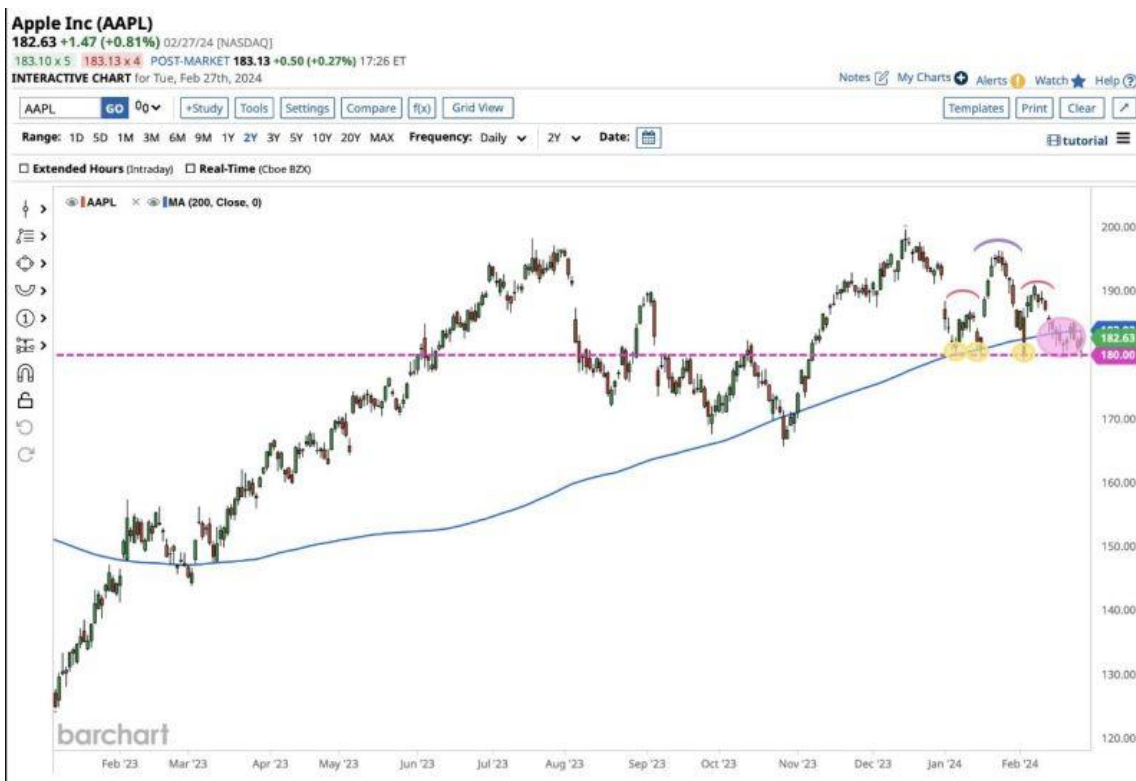 Apple Inc (AAPL)
182.63 +1.47 (+0.81%) 02/27/24 [NASDAQ]
183.10 x 5 183.13 x 4 POST-MARKET 183.13 +0.50 (+0.27%) 17:26 ET
INTERACTIVE CHART for Tue, Feb 27th, 2024
Notes My Charts Alerts Watch Help
AAPL GO +Study Tools Settings Compare f(x) Grid View Templates Print Clear
Range: 1D 5D 1M 3M 6M 9M 1Y 2Y 3Y 5Y 10Y 20Y MAX Frequency: Daily 2Y Date: tutorial
Extended Hours (Intraday) Real-Time (Cboe BZX)
AAPL × MA (200, Close, 0)
200.00
190.00
182.63
180.00
170.00
160.00
150.00
140.00
130.00
120.00
barchart
Feb '23 Mar '23 Apr '23 May '23 Jun '23 Jul '23 Aug '23 Sep '23 Oct '23 Nov '23 Dec '23 Jan '24 Feb '24